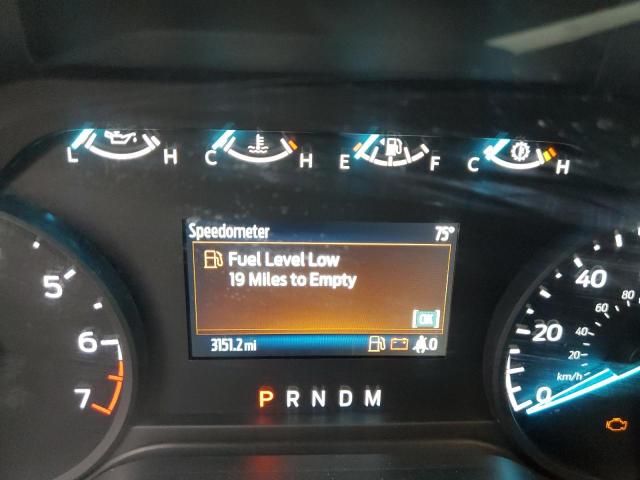 L H C H E F C H
Speedometer 75°
Fuel Level Low
19 Miles to Empty
OK
3151.2 mi 0
5
6
7
P R N D M
40
20
0
80
60
40
20
km/h